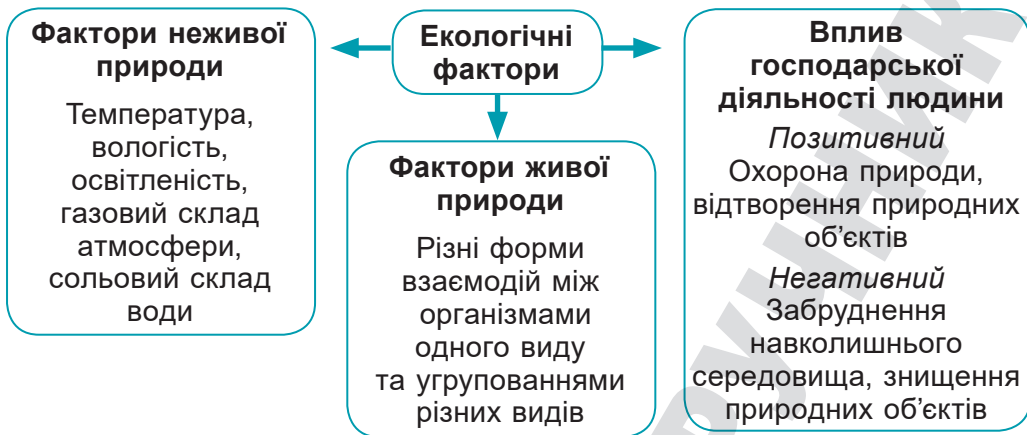 Фактори неживої
природи
Температура,
вологість,
освітленість,
газовий склад
атмосфери,
сольовий склад
води
Екологічні
фактори
Фактори живої
природи
Різні форми
взаємодій між
організмами
одного виду
та угрупованнями
різних видів
Вплив
господарської
діяльності людини
Позитивний
Охорона природи,
відтворення природних
об’єктів
Негативний
Забруднення
навколишнього
середовища, знищення
природних об’єктів